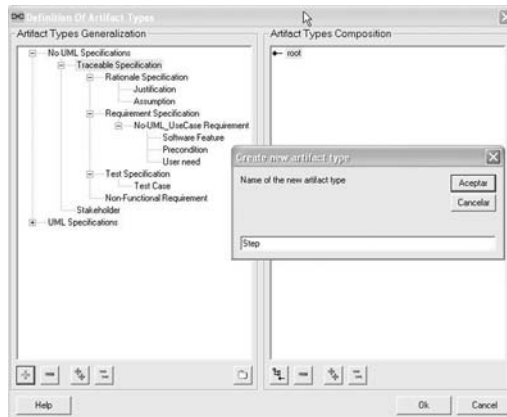 Definition Of Artifact Types
Artifact Types Generalization
No-UML Specifications
Traceable Specification
Rationale Specification
Justification
Assumption
Requirement Specification
No-UML_UseCase Requirement
Software Feature
Precondition
User need
Test Specification
Test Case
Non-Functional Requirement
Stakeholder
UML Specifications
Artifact Types Composition
root
Create new artifact type
Name of the new artifact type
Aceptar
Cancelar
Step
Help
Ok
Cancel